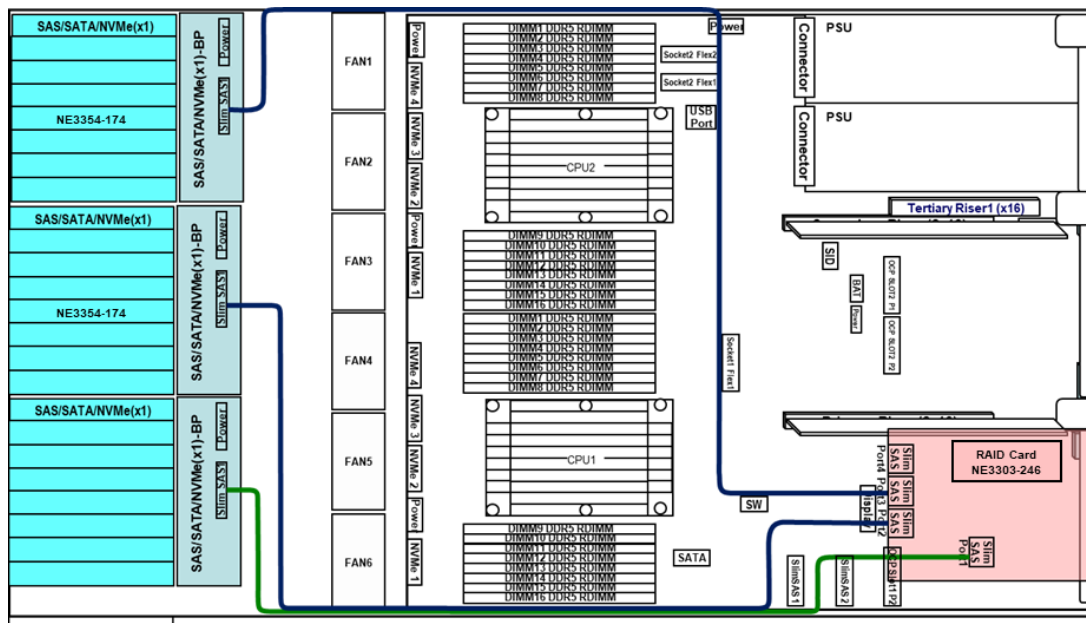 SAS/SATA/NVMe(x1)
NE3354-174
SAS/SATA/NVMe(x1)-BP
Power
Slim SAS1
SAS/SATA/NVMe(x1)
NE3354-174
SAS/SATA/NVMe(x1)-BP
Power
Slim SAS1
SAS/SATA/NVMe(x1)
SAS/SATA/NVMe(x1)-BP
Power
Slim SAS1
FAN1
FAN2
FAN3
FAN4
FAN5
FAN6
Power
NVMe 4
NVMe 3
NVMe 2
Power
NVMe 1
NVMe 4
NVMe 3
NVMe 2
Power
NVMe 1
DIMM1 DDR5 RDIMM
DIMM2 DDR5 RDIMM
DIMM3 DDR5 RDIMM
DIMM4 DDR5 RDIMM
DIMM5 DDR5 RDIMM
DIMM6 DDR5 RDIMM
DIMM7 DDR5 RDIMM
DIMM8 DDR5 RDIMM
CPU2
DIMM9 DDR5 RDIMM
DIMM10 DDR5 RDIMM
DIMM11 DDR5 RDIMM
DIMM12 DDR5 RDIMM
DIMM13 DDR5 RDIMM
DIMM14 DDR5 RDIMM
DIMM15 DDR5 RDIMM
DIMM16 DDR5 RDIMM
DIMM1 DDR5 RDIMM
DIMM2 DDR5 RDIMM
DIMM3 DDR5 RDIMM
DIMM4 DDR5 RDIMM
DIMM5 DDR5 RDIMM
DIMM6 DDR5 RDIMM
DIMM7 DDR5 RDIMM
DIMM8 DDR5 RDIMM
CPU1
DIMM9 DDR5 RDIMM
DIMM10 DDR5 RDIMM
DIMM11 DDR5 RDIMM
DIMM12 DDR5 RDIMM
DIMM13 DDR5 RDIMM
DIMM14 DDR5 RDIMM
DIMM15 DDR5 RDIMM
DIMM16 DDR5 RDIMM
Power
Socket2 Flex2
Socket2 Flex1
USB
Port
Socket1 Flex1
SW
SATA
Connector
PSU
Connector
PSU
Tertiary Riser1 (x16)
SID
BAT
Power
OCP SLOT2 P1
OCP SLOT2 P2
RAID Card
NE3303-246
Slim
SAS
Port4
Slim
SAS
Port3
Slim
SAS
Port2
Display
Slim
SAS
Port1
SlimSAS1
SlimSAS2
OCP Slot1 P2